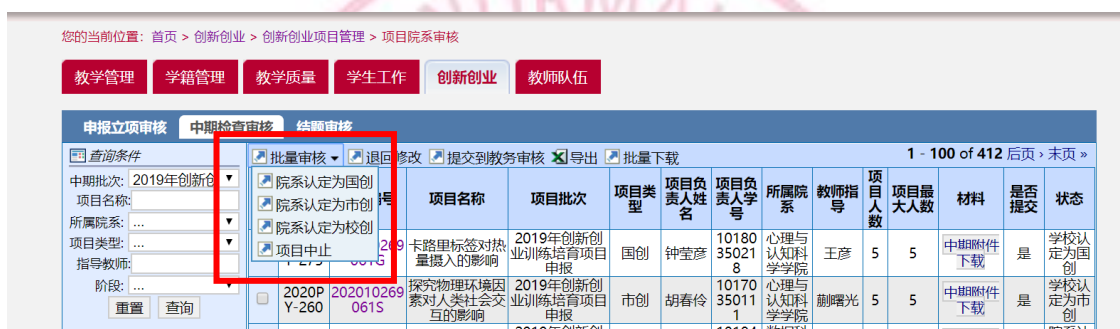 您的当前位置：首页 > 创新创业 > 创新创业项目管理 > 项目院系审核
教学管理 学籍管理 教学质量 学生工作 创新创业 教师队伍
申报立项审核 中期检查审核 结题审核
查询条件
中期批次: 2019年创新创
项目名称:
所属院系: ...
项目类型: ...
指导教师:
阶段: ...
重置 查询
批量审核 退回修改 提交到教务审核 导出 批量下载 1 - 100 of 412 后页 › 末页 »
院系认定为国创
院系认定为市创
院系认定为校创
项目中止
号 项目名称 项目批次 项目类型 项目负责人姓名 项目负责人学号 所属院系 教师指导 项目人数 项目最大人数 材料 是否提交 状态
卡路里标签对热量摄入的影响 2019年创新创业训练培育项目申报 国创 钟莹彦 10180350218 心理与认知科学学院 王彦 5 5 中期附件下载 是 学校认定为国创
2020PY-260 202010269061S 探究物理环境因素对人类社会交互的影响 2019年创新创业训练培育项目申报 市创 胡春伶 10170350111 心理与认知科学学院 蒯曙光 5 5 中期附件下载 是 学校认定为市创